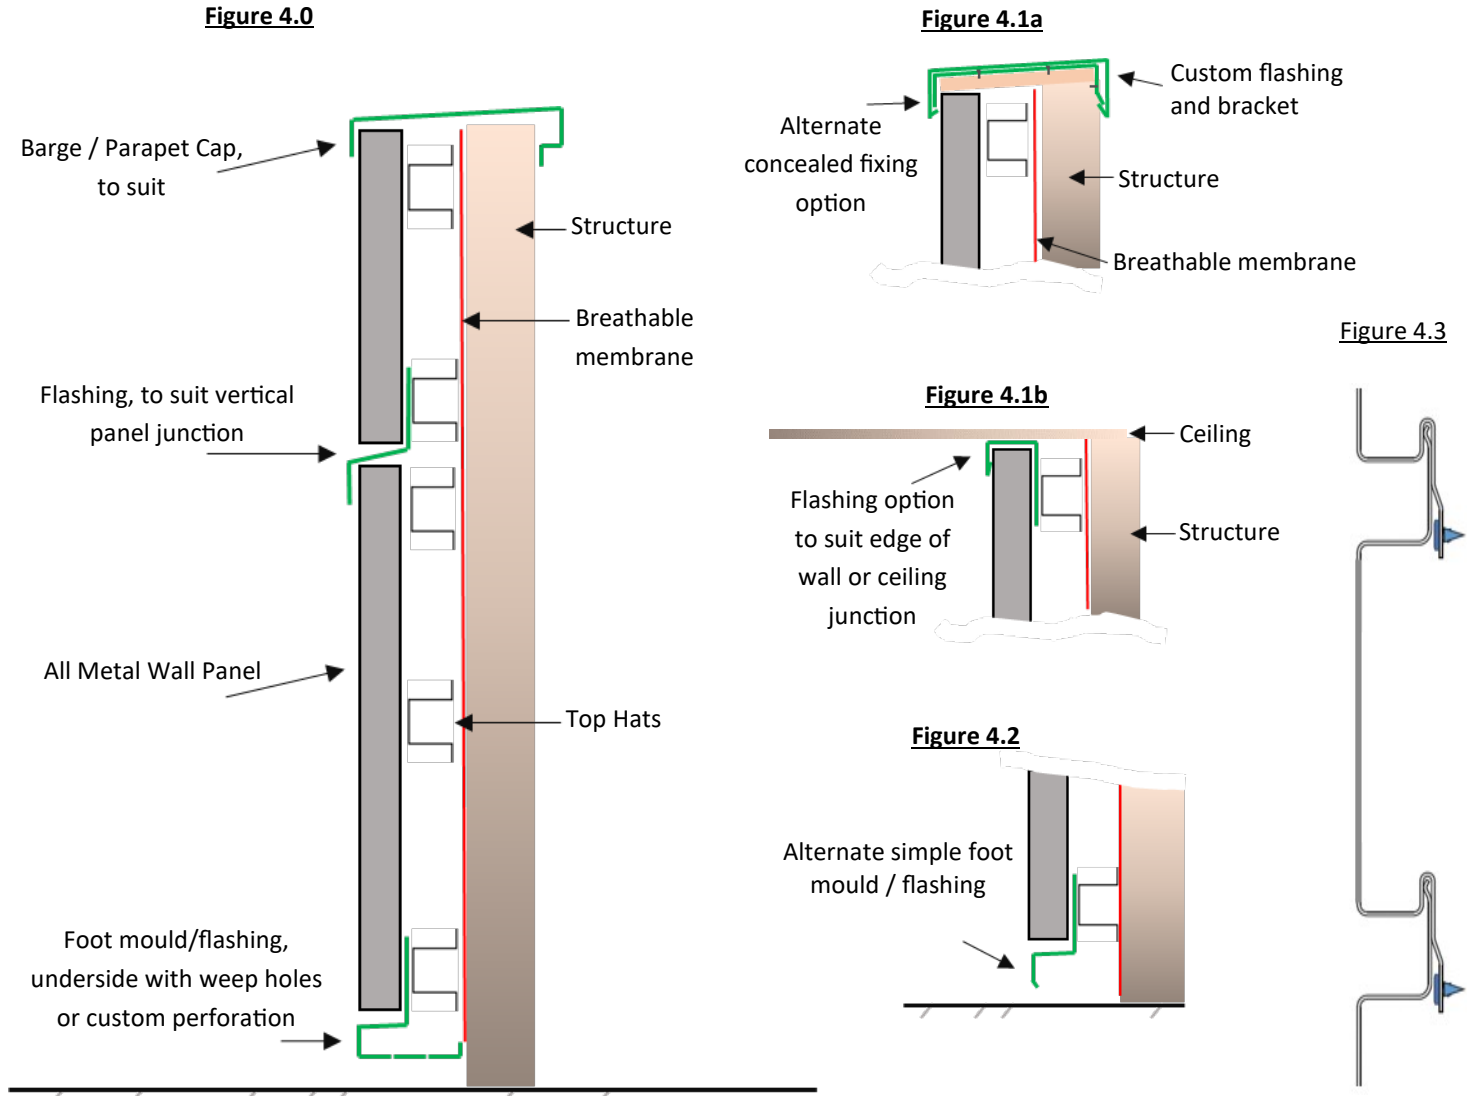 Figure 4.0
Barge / Parapet Cap,
to suit
Structure
Breathable
membrane
Flashing, to suit vertical
panel junction
All Metal Wall Panel
Top Hats
Foot mould/flashing,
underside with weep holes
or custom perforation
Figure 4.1a
Custom flashing
and bracket
Alternate
concealed fixing
option
Structure
Breathable membrane
Figure 4.1b
Ceiling
Flashing option
to suit edge of
wall or ceiling
junction
Structure
Figure 4.2
Alternate simple foot
mould / flashing
Figure 4.3